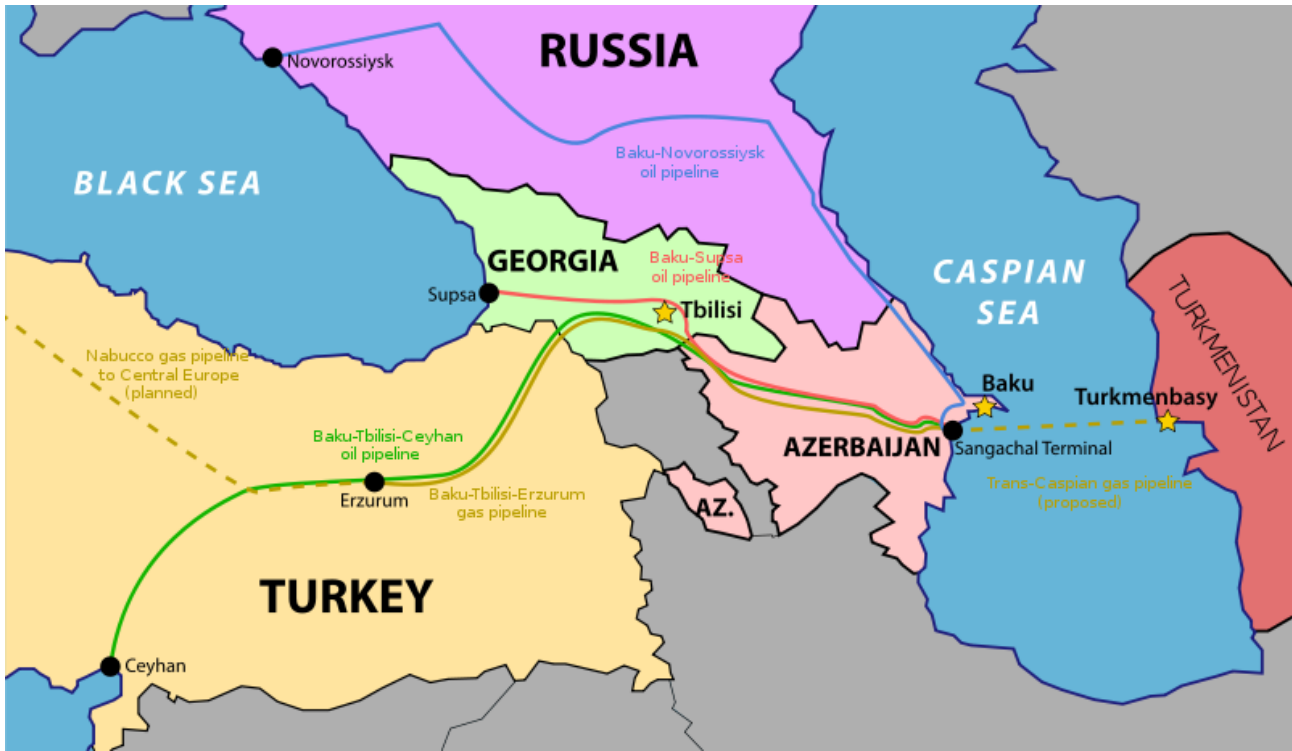 RUSSIA
Novorossiysk
Baku-Novorossiysk
oil pipeline
BLACK SEA
GEORGIA
Baku-Supsa
oil pipeline
CASPIAN
SEA
Supsa
Tbilisi
TURKMENISTAN
Nabucco gas pipeline
to Central Europe
(planned)
Baku
Turkmenbasy
Baku-Tbilisi-Ceyhan
oil pipeline
AZERBAIJAN
Sangachal Terminal
Erzurum
Baku-Tbilisi-Erzurum
gas pipeline
Trans-Caspian gas pipeline
(proposed)
AZ.
TURKEY
Ceyhan